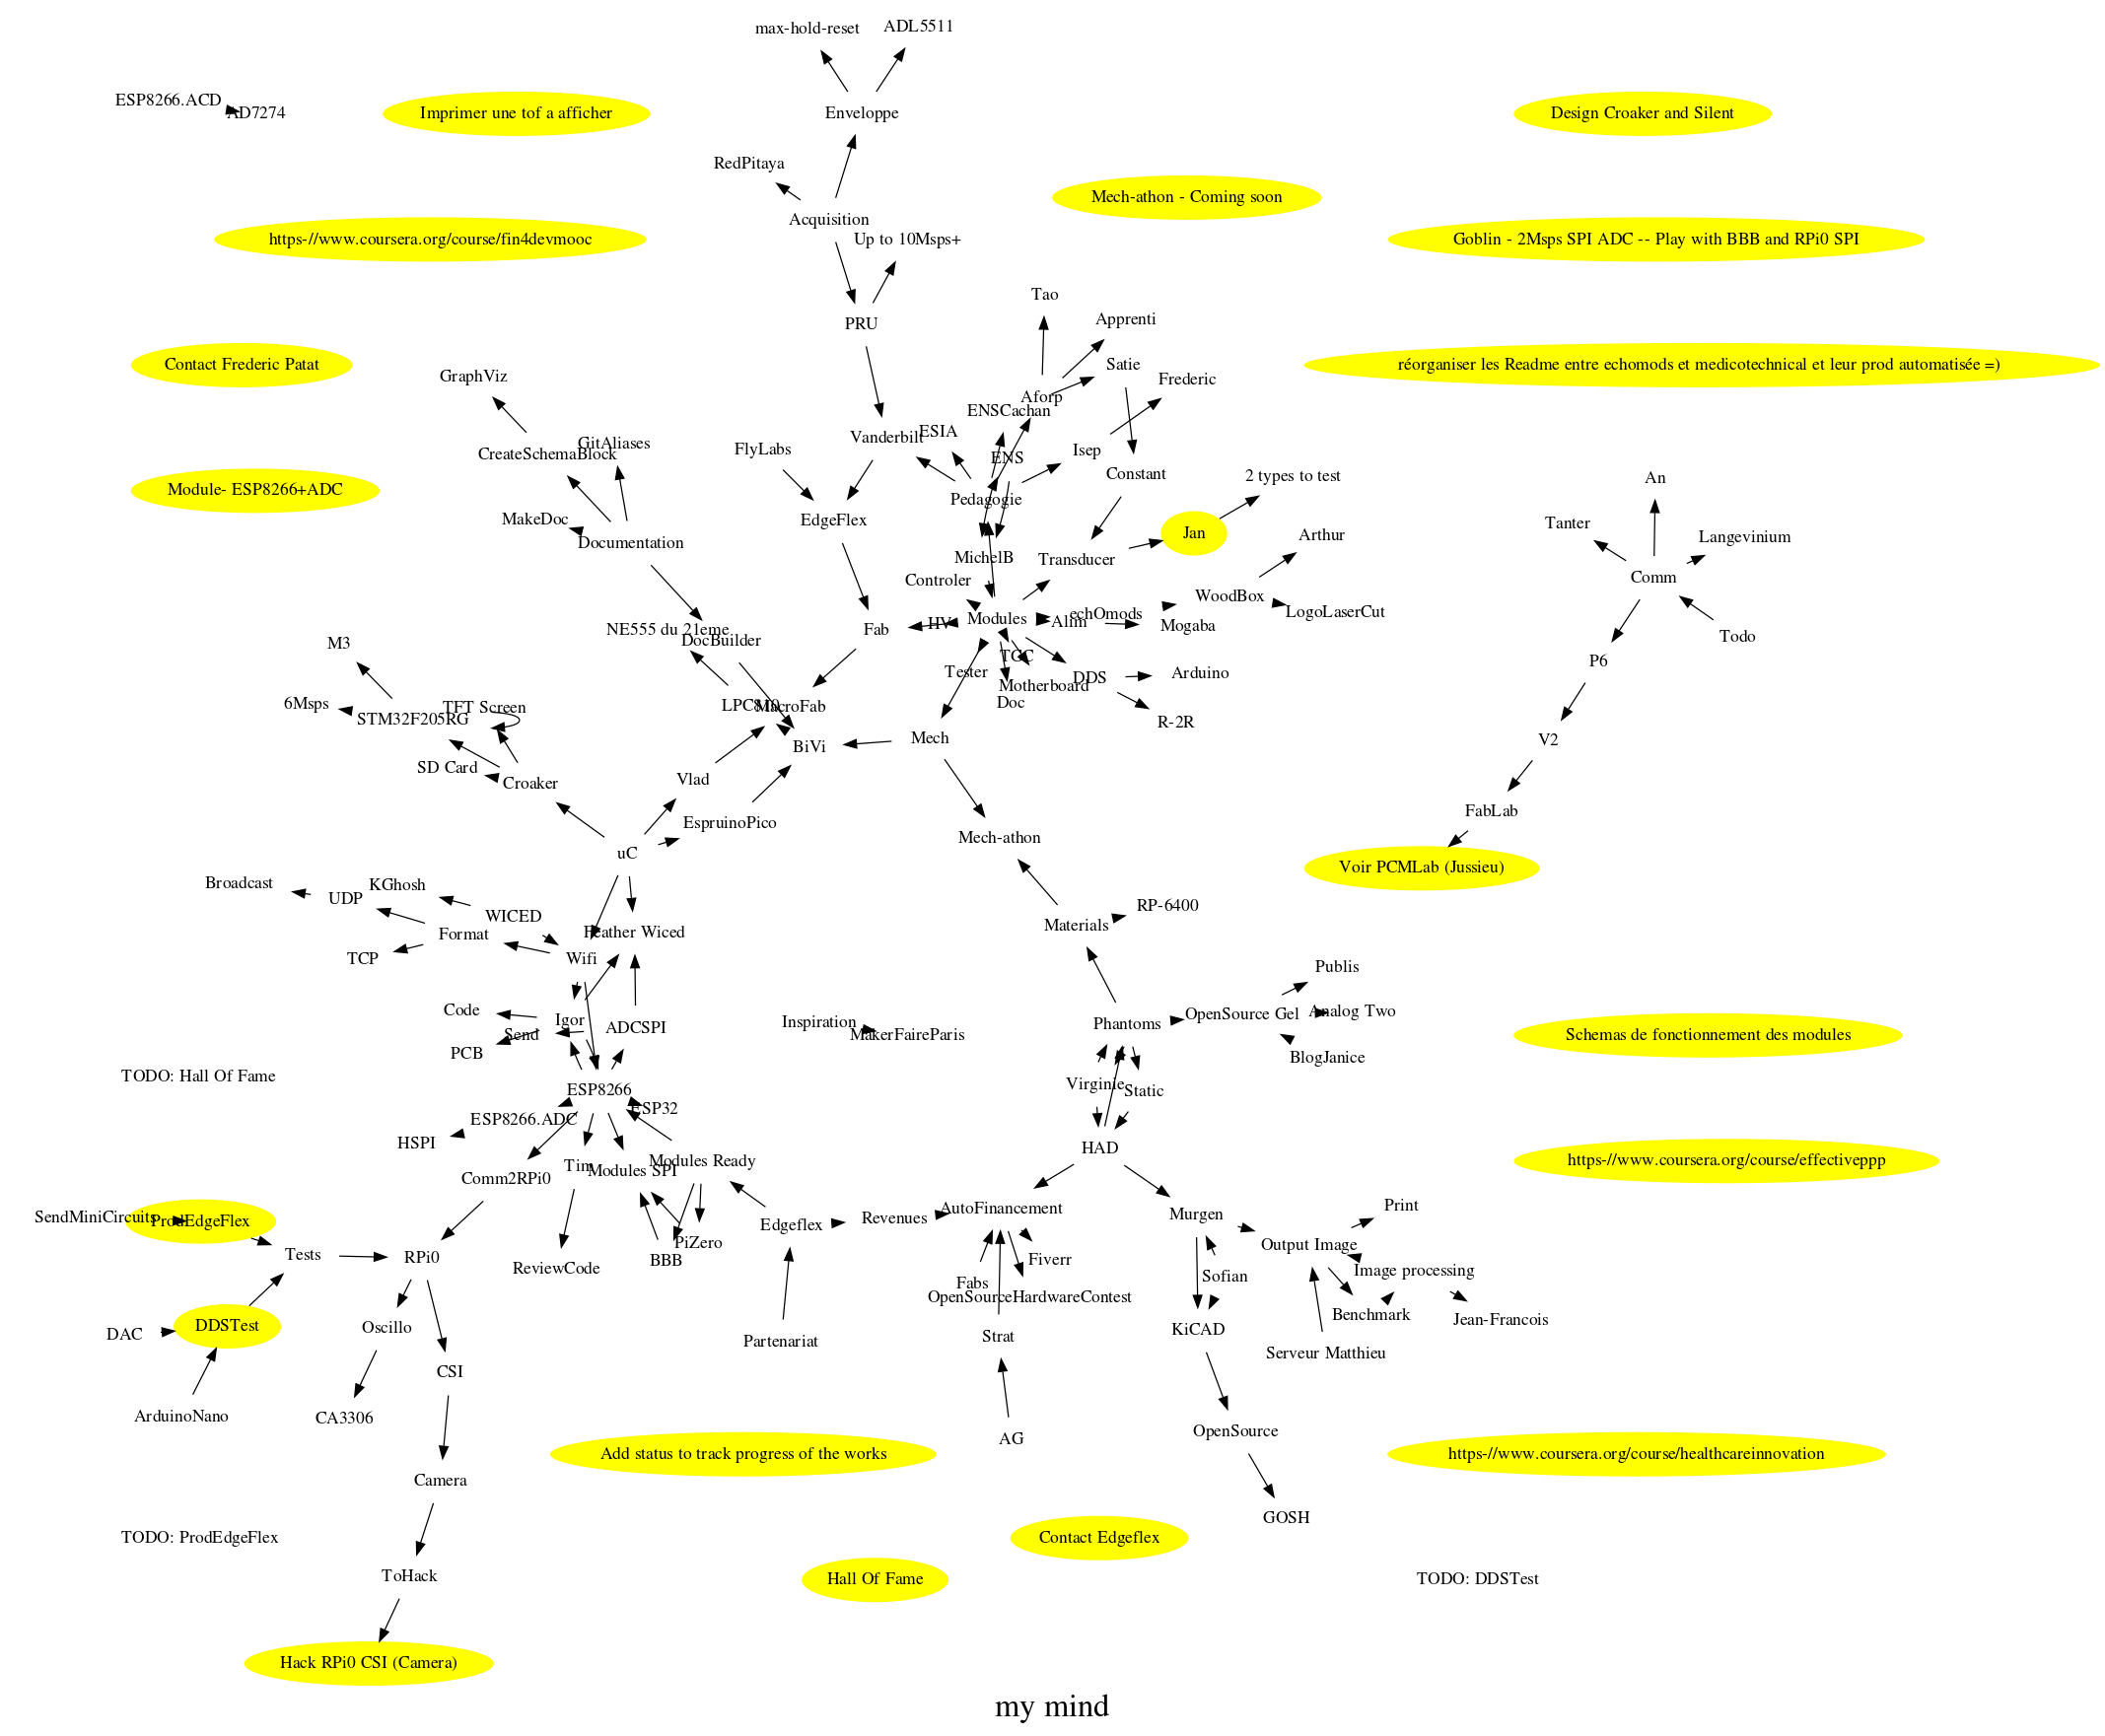 max-hold-reset
ADL5511
ESP8266.ACD
AD7274
Imprimer une tof a afficher
Enveloppe
Design Croaker and Silent
RedPitaya
Mech-athon - Coming soon
Acquisition
https-//www.coursera.org/course/fin4devmooc
Up to 10Msps+
Goblin - 2Msps SPI ADC -- Play with BBB and RPi0 SPI
Tao
PRU
Apprenti
Contact Frederic Patat
Satie
réorganiser les Readme entre echomods et medicotechnical et leur prod automatisée =)
GraphViz
Frederic
Aforp
ENSCachan
Vanderbilt
ESIA
GitAliases
FlyLabs
Isep
CreateSchemaBlock
ENS
Constant
2 types to test
An
Module- ESP8266+ADC
Pedagogie
MakeDoc
EdgeFlex
Tanter
Jan
Arthur
Langevinium
Documentation
MichelB
Transducer
Controler
Comm
WoodBox
LogoLaserCut
echOmods
Modules
HV
Alim
Mogaba
NE555 du 21eme
DocBuilder
Fab
Todo
M3
TGC
P6
Tester
DDS
Arduino
Motherboard
6Msps
TFT Screen
STM32F205RG
LPC810
MacroFab
Doc
R-2R
BiVi
Mech
V2
SD Card
Croaker
Vlad
EspruinoPico
FabLab
Mech-athon
uC
Voir PCMLab (Jussieu)
Broadcast
KGhosh
UDP
RP-6400
WICED
Materials
Format
Feather Wiced
TCP
Wifi
Publis
Code
Igor
Analog Two
OpenSource Gel
Phantoms
Inspiration
MakerFaireParis
ADCSPI
Send
Schemas de fonctionnement des modules
PCB
BlogJanice
TODO: Hall Of Fame
ESP8266
Virginie
Static
ESP32
ESP8266.ADC
HSPI
HAD
Tim
Modules SPI
Modules Ready
https-//www.coursera.org/course/effectiveppp
Comm2RPi0
Print
AutoFinancement
SendMiniCircuits
ProdEdgeFlex
Edgeflex
Revenues
Murgen
PiZero
Output Image
Tests
RPi0
ReviewCode
BBB
Fiverr
Image processing
Sofian
Fabs
OpenSourceHardwareContest
Benchmark
Jean-Francois
DDSTest
Oscillo
DAC
Partenariat
Strat
KiCAD
Serveur Matthieu
CSI
ArduinoNano
CA3306
AG
OpenSource
Add status to track progress of the works
https-//www.coursera.org/course/healthcareinnovation
Camera
GOSH
TODO: ProdEdgeFlex
Contact Edgeflex
ToHack
Hall Of Fame
TODO: DDSTest
Hack RPi0 CSI (Camera)
my mind